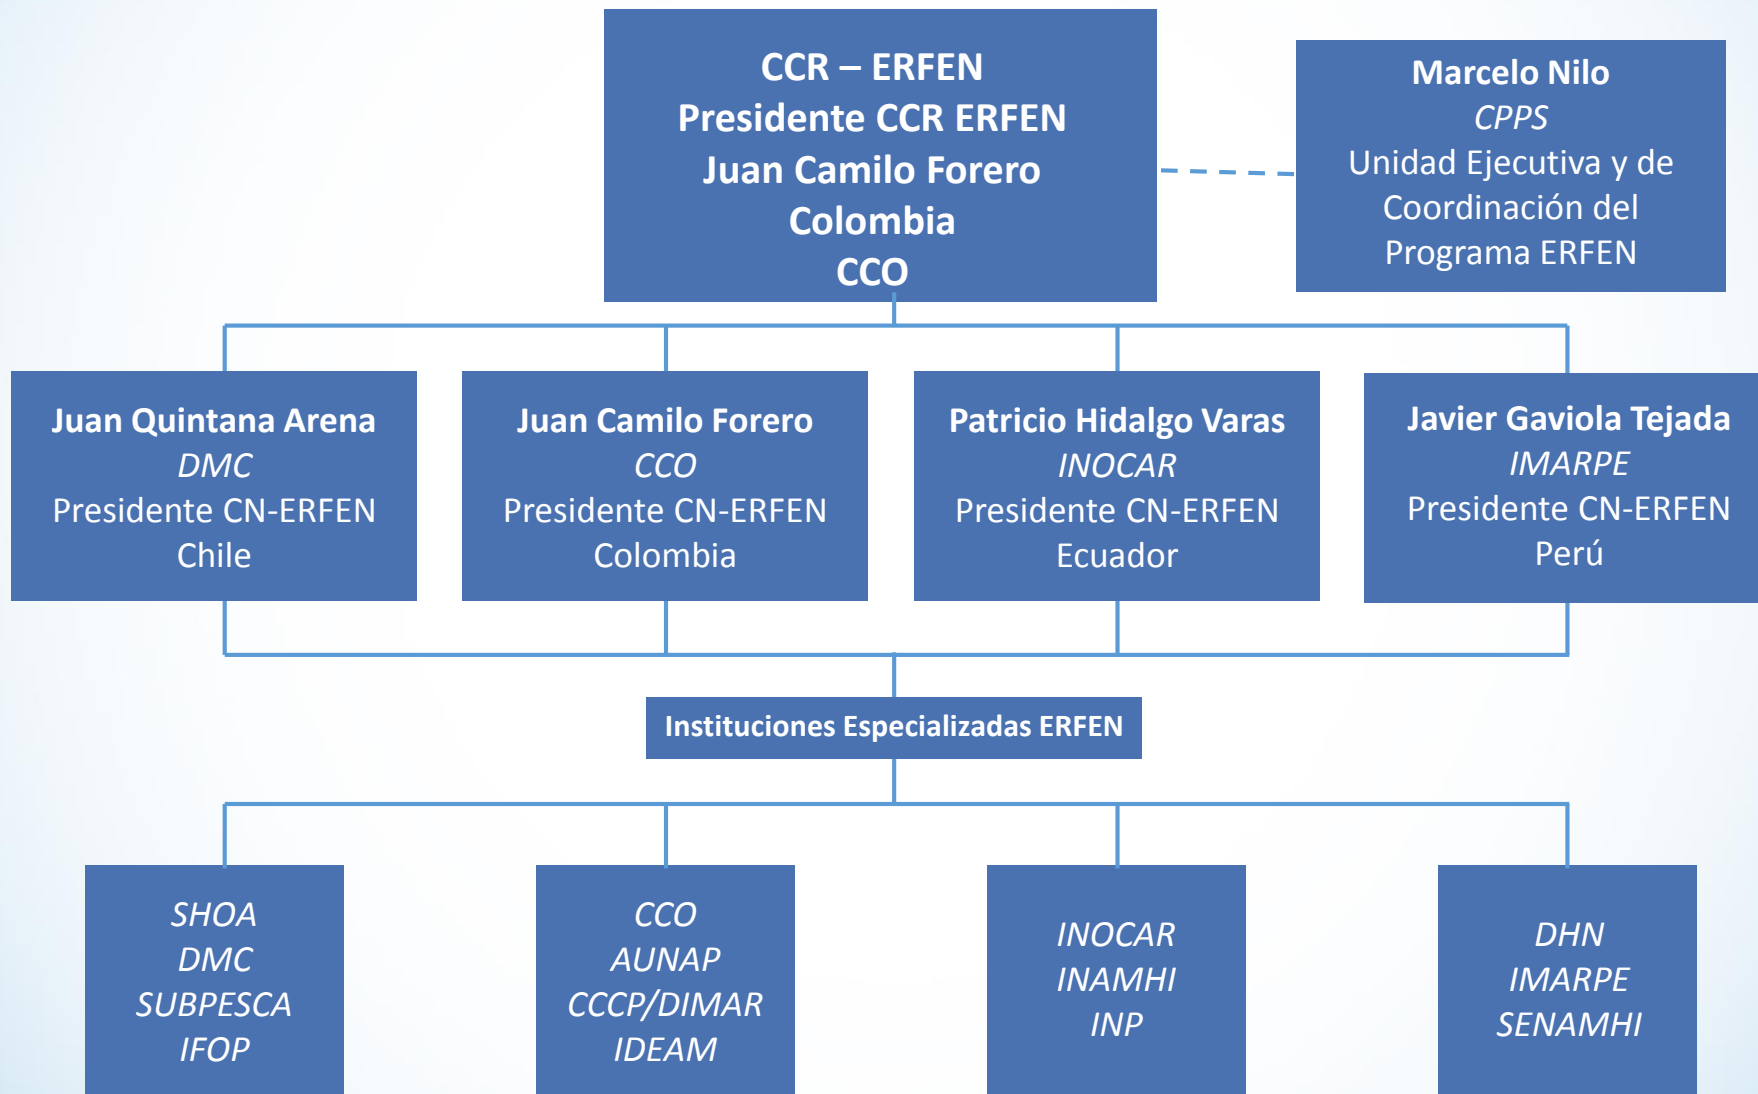 CCR – ERFEN
Presidente CCR ERFEN
Juan Camilo Forero
Colombia
CCO
Marcelo Nilo
CPPS
Unidad Ejecutiva y de
Coordinación del
Programa ERFEN
Juan Quintana Arena
DMC
Presidente CN-ERFEN
Chile
Juan Camilo Forero
CCO
Presidente CN-ERFEN
Colombia
Patricio Hidalgo Varas
INOCAR
Presidente CN-ERFEN
Ecuador
Javier Gaviola Tejada
IMARPE
Presidente CN-ERFEN
Perú
Instituciones Especializadas ERFEN
SHOA
DMC
SUBPESCA
IFOP
CCO
AUNAP
CCCP/DIMAR
IDEAM
INOCAR
INAMHI
INP
DHN
IMARPE
SENAMHI